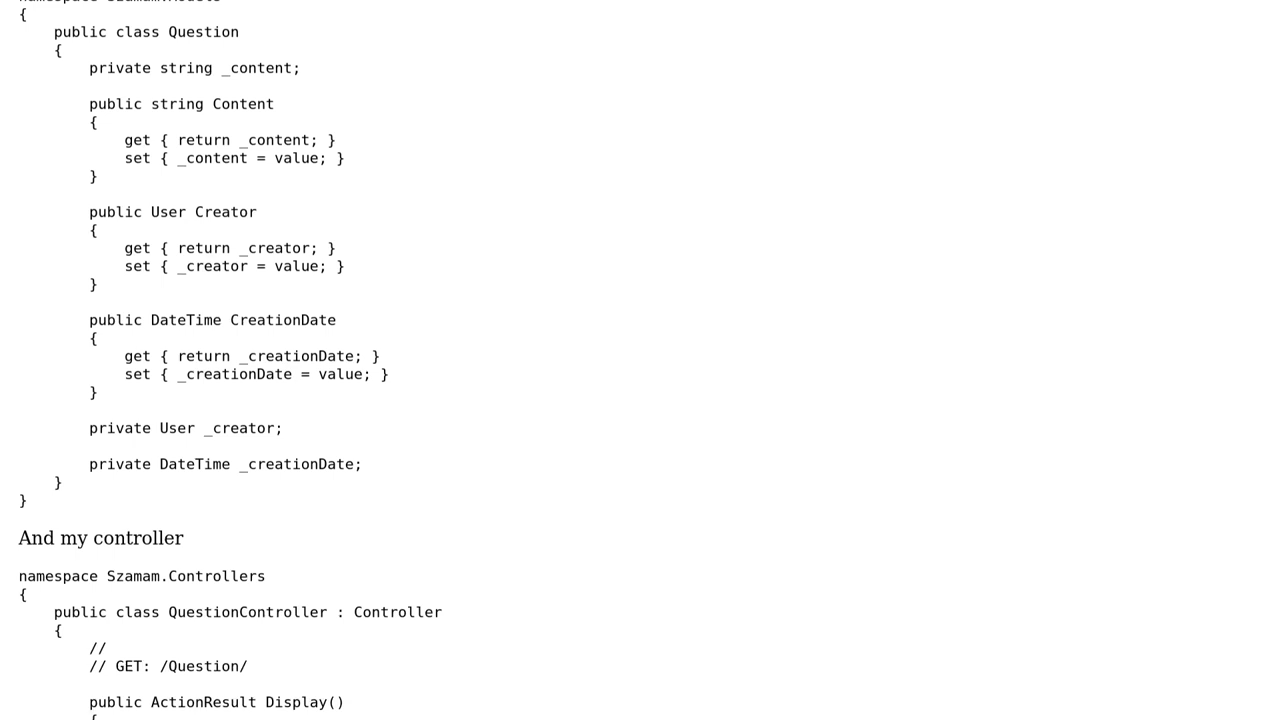 {
    public class Question
    {
        private string _content;

        public string Content
        {
            get { return _content; }
            set { _content = value; }
        }

        public User Creator
        {
            get { return _creator; }
            set { _creator = value; }
        }

        public DateTime CreationDate
        {
            get { return _creationDate; }
            set { _creationDate = value; }
        }

        private User _creator;

        private DateTime _creationDate;
    }
}
And my controller
namespace Szamam.Controllers
{
    public class QuestionController : Controller
    {
        //
        // GET: /Question/

        public ActionResult Display()
        {